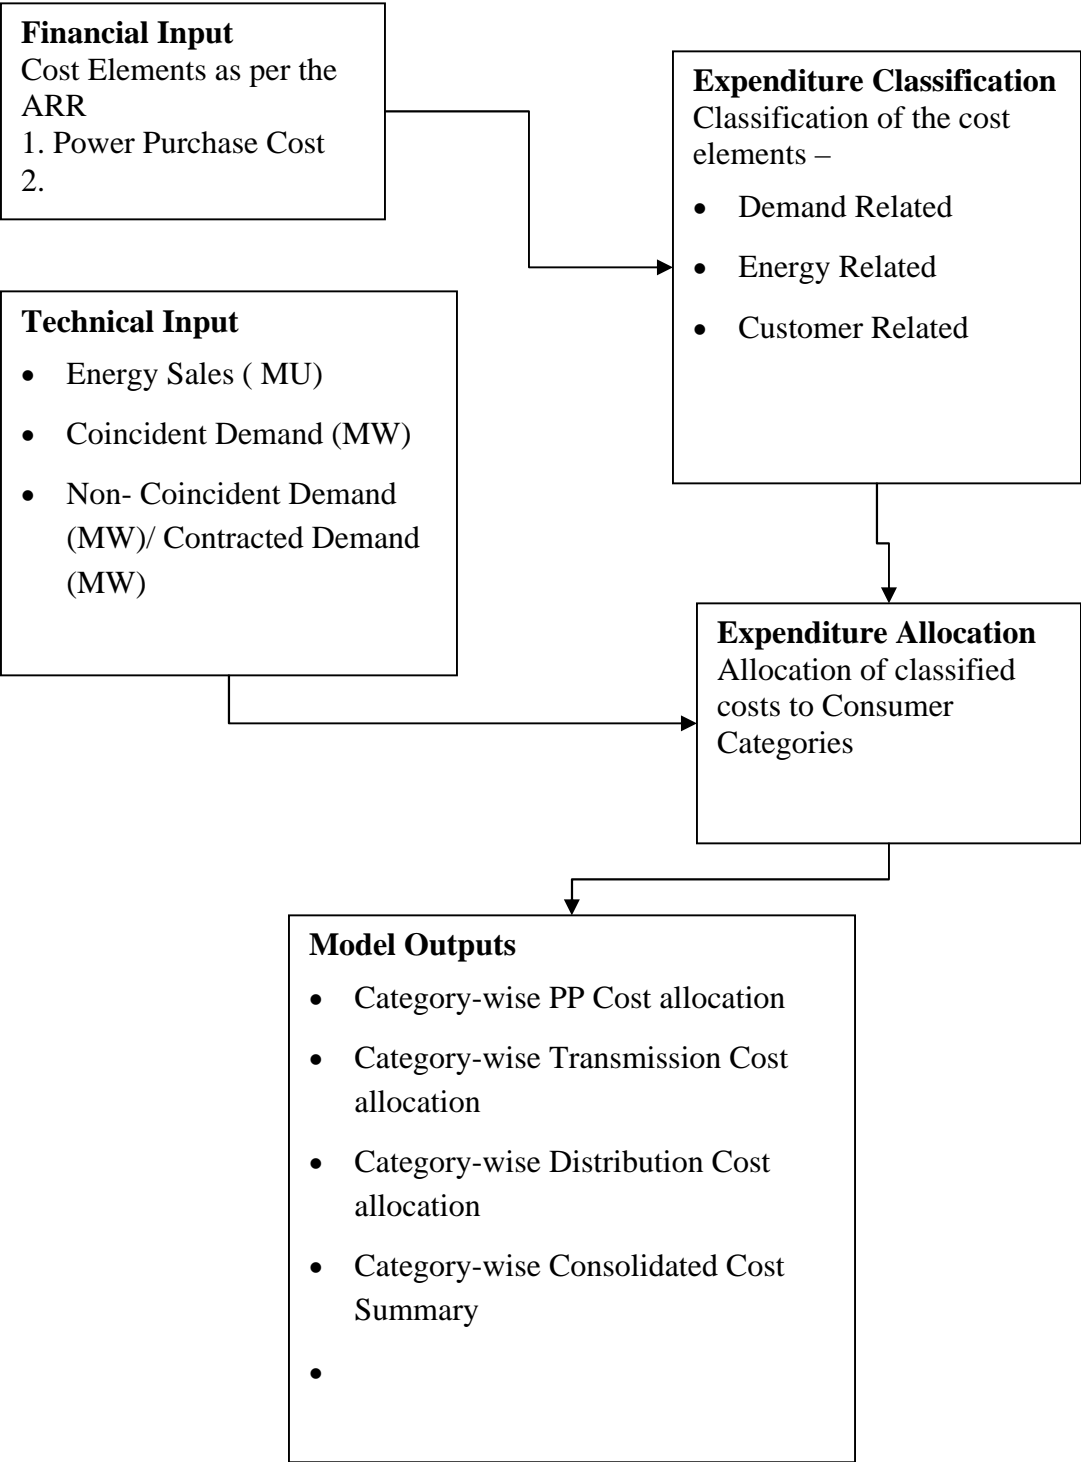 Financial Input
Cost Elements as per the
ARR
1. Power Purchase Cost
2.
Expenditure Classification
Classification of the cost
elements –
• Demand Related
• Energy Related
• Customer Related
Technical Input
• Energy Sales ( MU)
• Coincident Demand (MW)
• Non- Coincident Demand
(MW)/ Contracted Demand
(MW)
Expenditure Allocation
Allocation of classified
costs to Consumer
Categories
Model Outputs
• Category-wise PP Cost allocation
• Category-wise Transmission Cost
allocation
• Category-wise Distribution Cost
allocation
• Category-wise Consolidated Cost
Summary
•